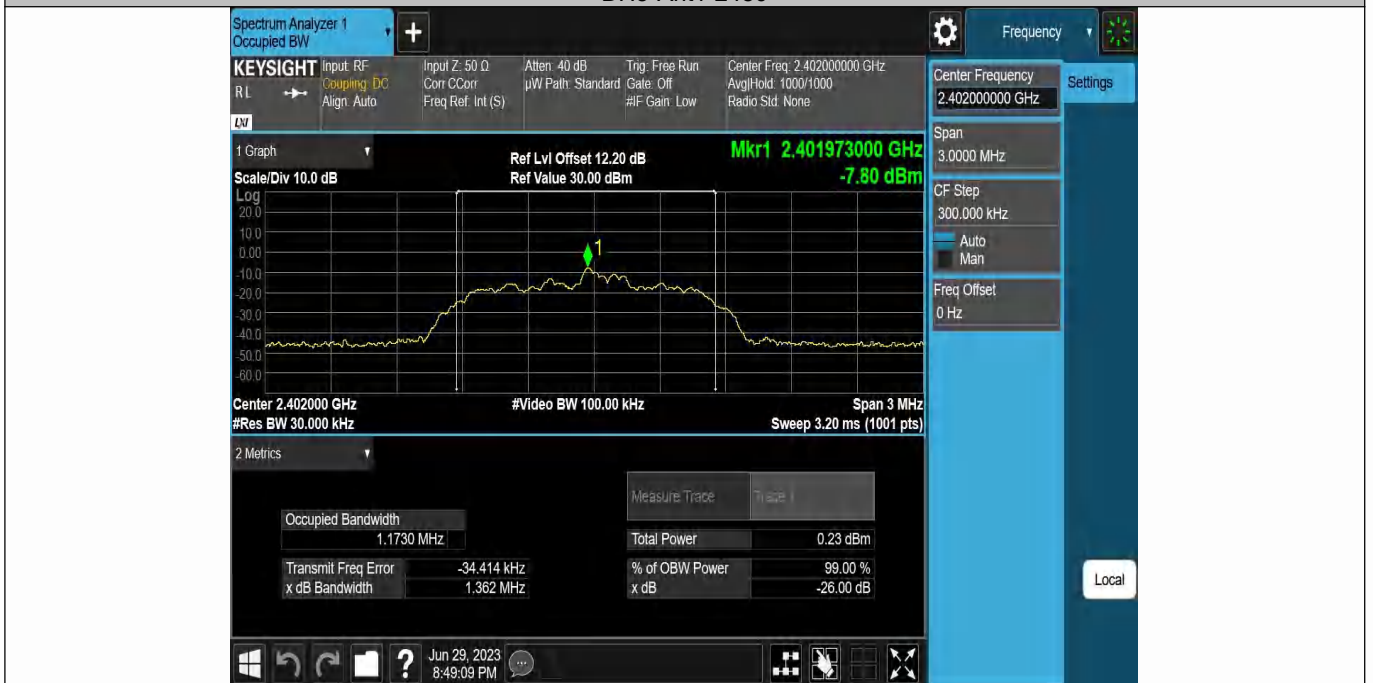 Spectrum Analyzer 1
Occupied BW
+
Frequency
KEYSIGHT
R L
LXI
Input: RF
Coupling: DC
Align: Auto
Input Z: 50 Ω
Corr CCorr
Freq Ref: Int (S)
Atten: 40 dB
µW Path: Standard
Trig: Free Run
Gate: Off
#IF Gain: Low
Center Freq: 2.402000000 GHz
Avg|Hold: 1000/1000
Radio Std: None
Center Frequency
2.402000000 GHz
Settings
Span
3.0000 MHz
CF Step
300.000 kHz
Auto
Man
Freq Offset
0 Hz
Local
1 Graph
Scale/Div 10.0 dB
Ref Lvl Offset 12.20 dB
Ref Value 30.00 dBm
Mkr1 2.401973000 GHz
-7.80 dBm
Log
20.0
10.0
0.00
-10.0
-20.0
-30.0
-40.0
-50.0
-60.0
1
Center 2.402000 GHz
#Res BW 30.000 kHz
#Video BW 100.00 kHz
Span 3 MHz
Sweep 3.20 ms (1001 pts)
2 Metrics
Measure Trace
Trace 1
Occupied Bandwidth
1.1730 MHz
Total Power 0.23 dBm
Transmit Freq Error -34.414 kHz
% of OBW Power 99.00 %
x dB Bandwidth 1.362 MHz
x dB -26.00 dB
?
Jun 29, 2023
8:49:09 PM